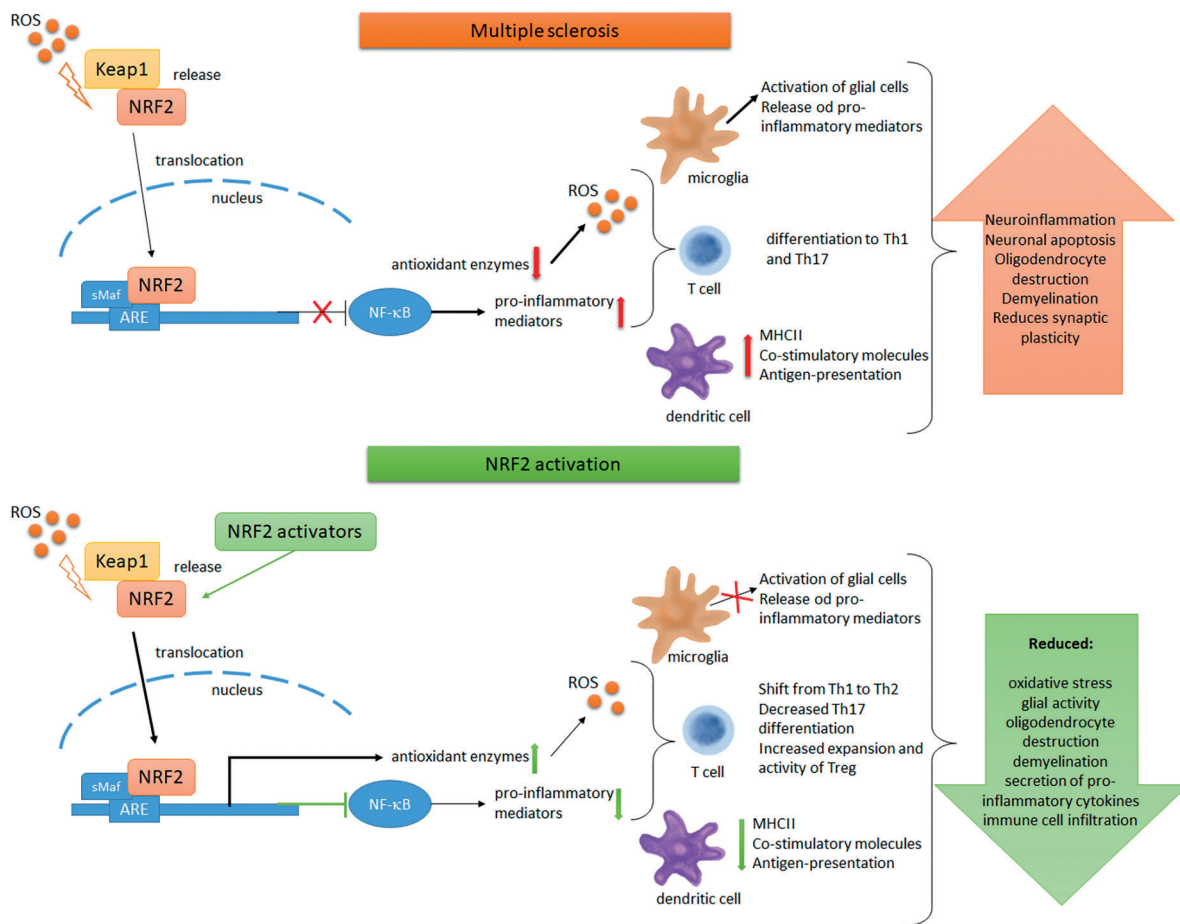 Multiple sclerosis
ROS
Keap1
release
NRF2
translocation
nucleus
NRF2
sMaf
ARE
NF-κB
antioxidant enzymes
pro-inflammatory
mediators
ROS
Activation of glial cells
Release od pro-
inflammatory mediators
microglia
differentiation to Th1
and Th17
T cell
MHCII
Co-stimulatory molecules
Antigen-presentation
dendritic cell
Neuroinflammation
Neuronal apoptosis
Oligodendrocyte
destruction
Demyelination
Reduces synaptic
plasticity
NRF2 activation
ROS
NRF2 activators
Keap1
release
NRF2
translocation
nucleus
NRF2
sMaf
ARE
NF-κB
antioxidant enzymes
pro-inflammatory
mediators
ROS
Activation of glial cells
Release od pro-
inflammatory mediators
microglia
Shift from Th1 to Th2
Decreased Th17
differentiation
Increased expansion and
activity of Treg
T cell
MHCII
Co-stimulatory molecules
Antigen-presentation
dendritic cell
Reduced:
oxidative stress
glial activity
oligodendrocyte
destruction
demyelination
secretion of pro-
inflammatory cytokines
immune cell infiltration